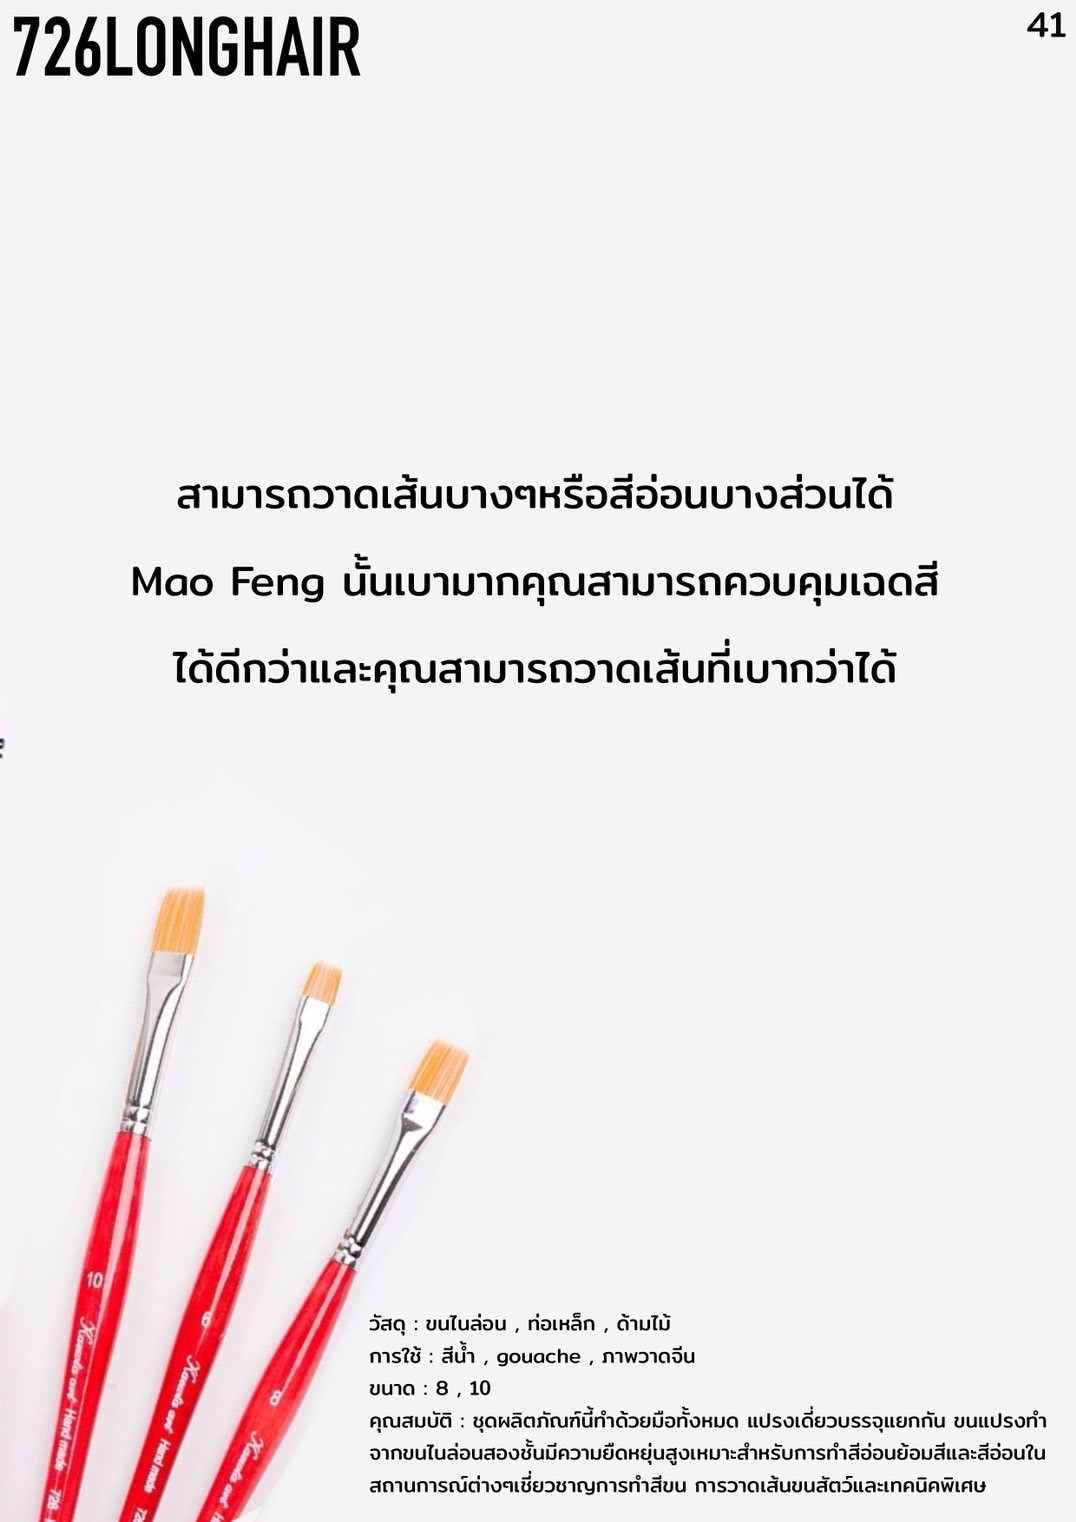 726LONGHAIR
41
สามารถวาดเส้นบางๆหรือสีอ่อนบางส่วนได้
Mao Feng นั้นเบามากคุณสามารถควบคุมเฉดสี
ได้ดีกว่าและคุณสามารถวาดเส้นที่เบากว่าได้
10
8
8
Hand made 726
Hand made
วัสดุ : ขนไนล่อน , ท่อเหล็ก , ด้ามไม้
การใช้ : สีน้ำ , gouache , ภาพวาดจีน
ขนาด : 8 , 10
คุณสมบัติ : ชุดผลิตภัณฑ์นี้ทำด้วยมือทั้งหมด แปรงเดี่ยวบรรจุแยกกัน ขนแปรงทำ
จากขนไนล่อนสองชั้นมีความยืดหยุ่นสูงเหมาะสำหรับการทำสีอ่อนย้อมสีและสีอ่อนใน
สถานการณ์ต่างๆเชี่ยวชาญการทำสีขน การวาดเส้นขนสัตว์และเทคนิคพิเศษ